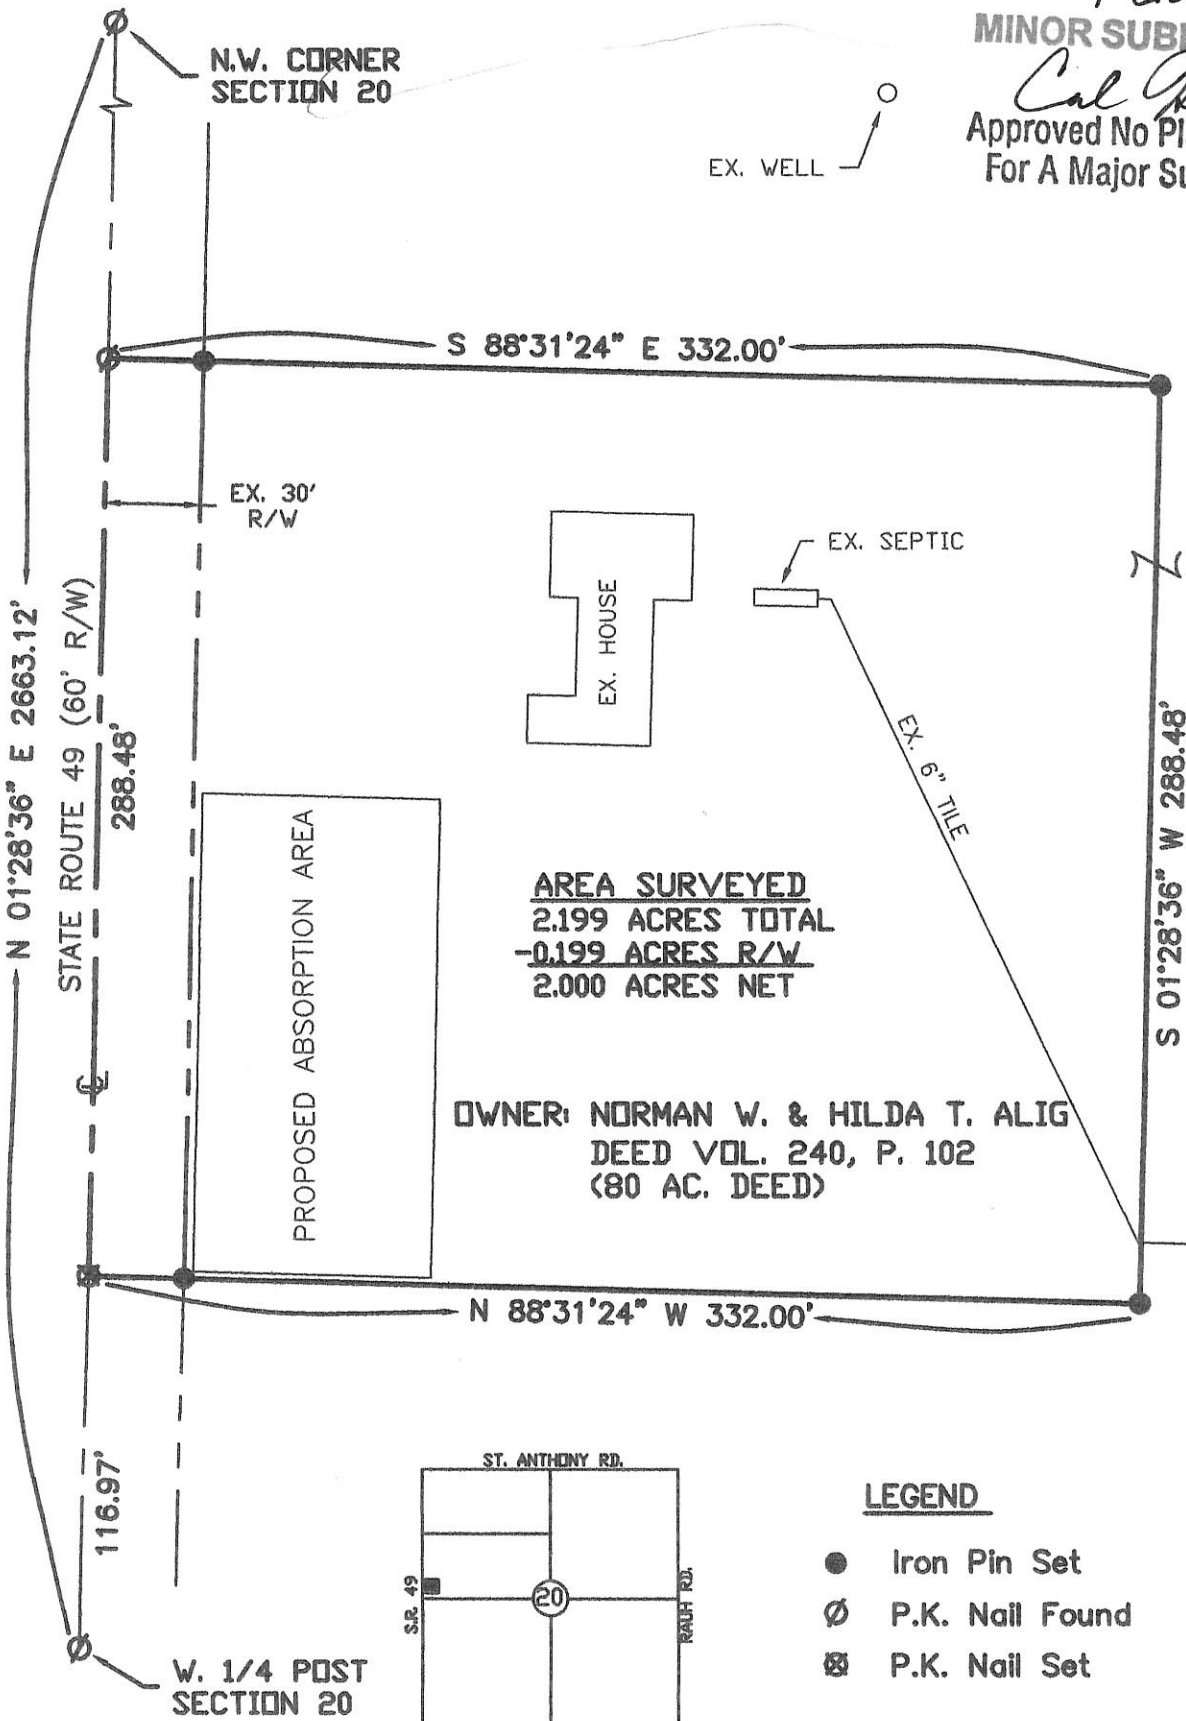 N.W. CORNER
SECTION 20
MINOR
Approved No
For A Major
EX. WELL
S 88°31'24" E 332.00'
EX. 30'
R/W
EX. SEPTIC
EX. HOUSE
EX. 6" TILE
N 01°28'36" E 2663.12'
STATE ROUTE 49 (60' R/W)
288.48'
S 01°28'36" W 288.48'
PROPOSED ABSORPTION AREA
AREA SURVEYED
2.199 ACRES TOTAL
-0.199 ACRES R/W
2.000 ACRES NET
OWNER: NORMAN W. & HILDA T. ALIG
DEED VOL. 240, P. 102
(80 AC. DEED)
N 88°31'24" W 332.00'
116.97'
W. 1/4 POST
SECTION 20
ST. ANTHONY RD.
S.R. 49
20
RAUH RD.
LEGEND
Iron Pin Set
P.K. Nail Found
P.K. Nail Set